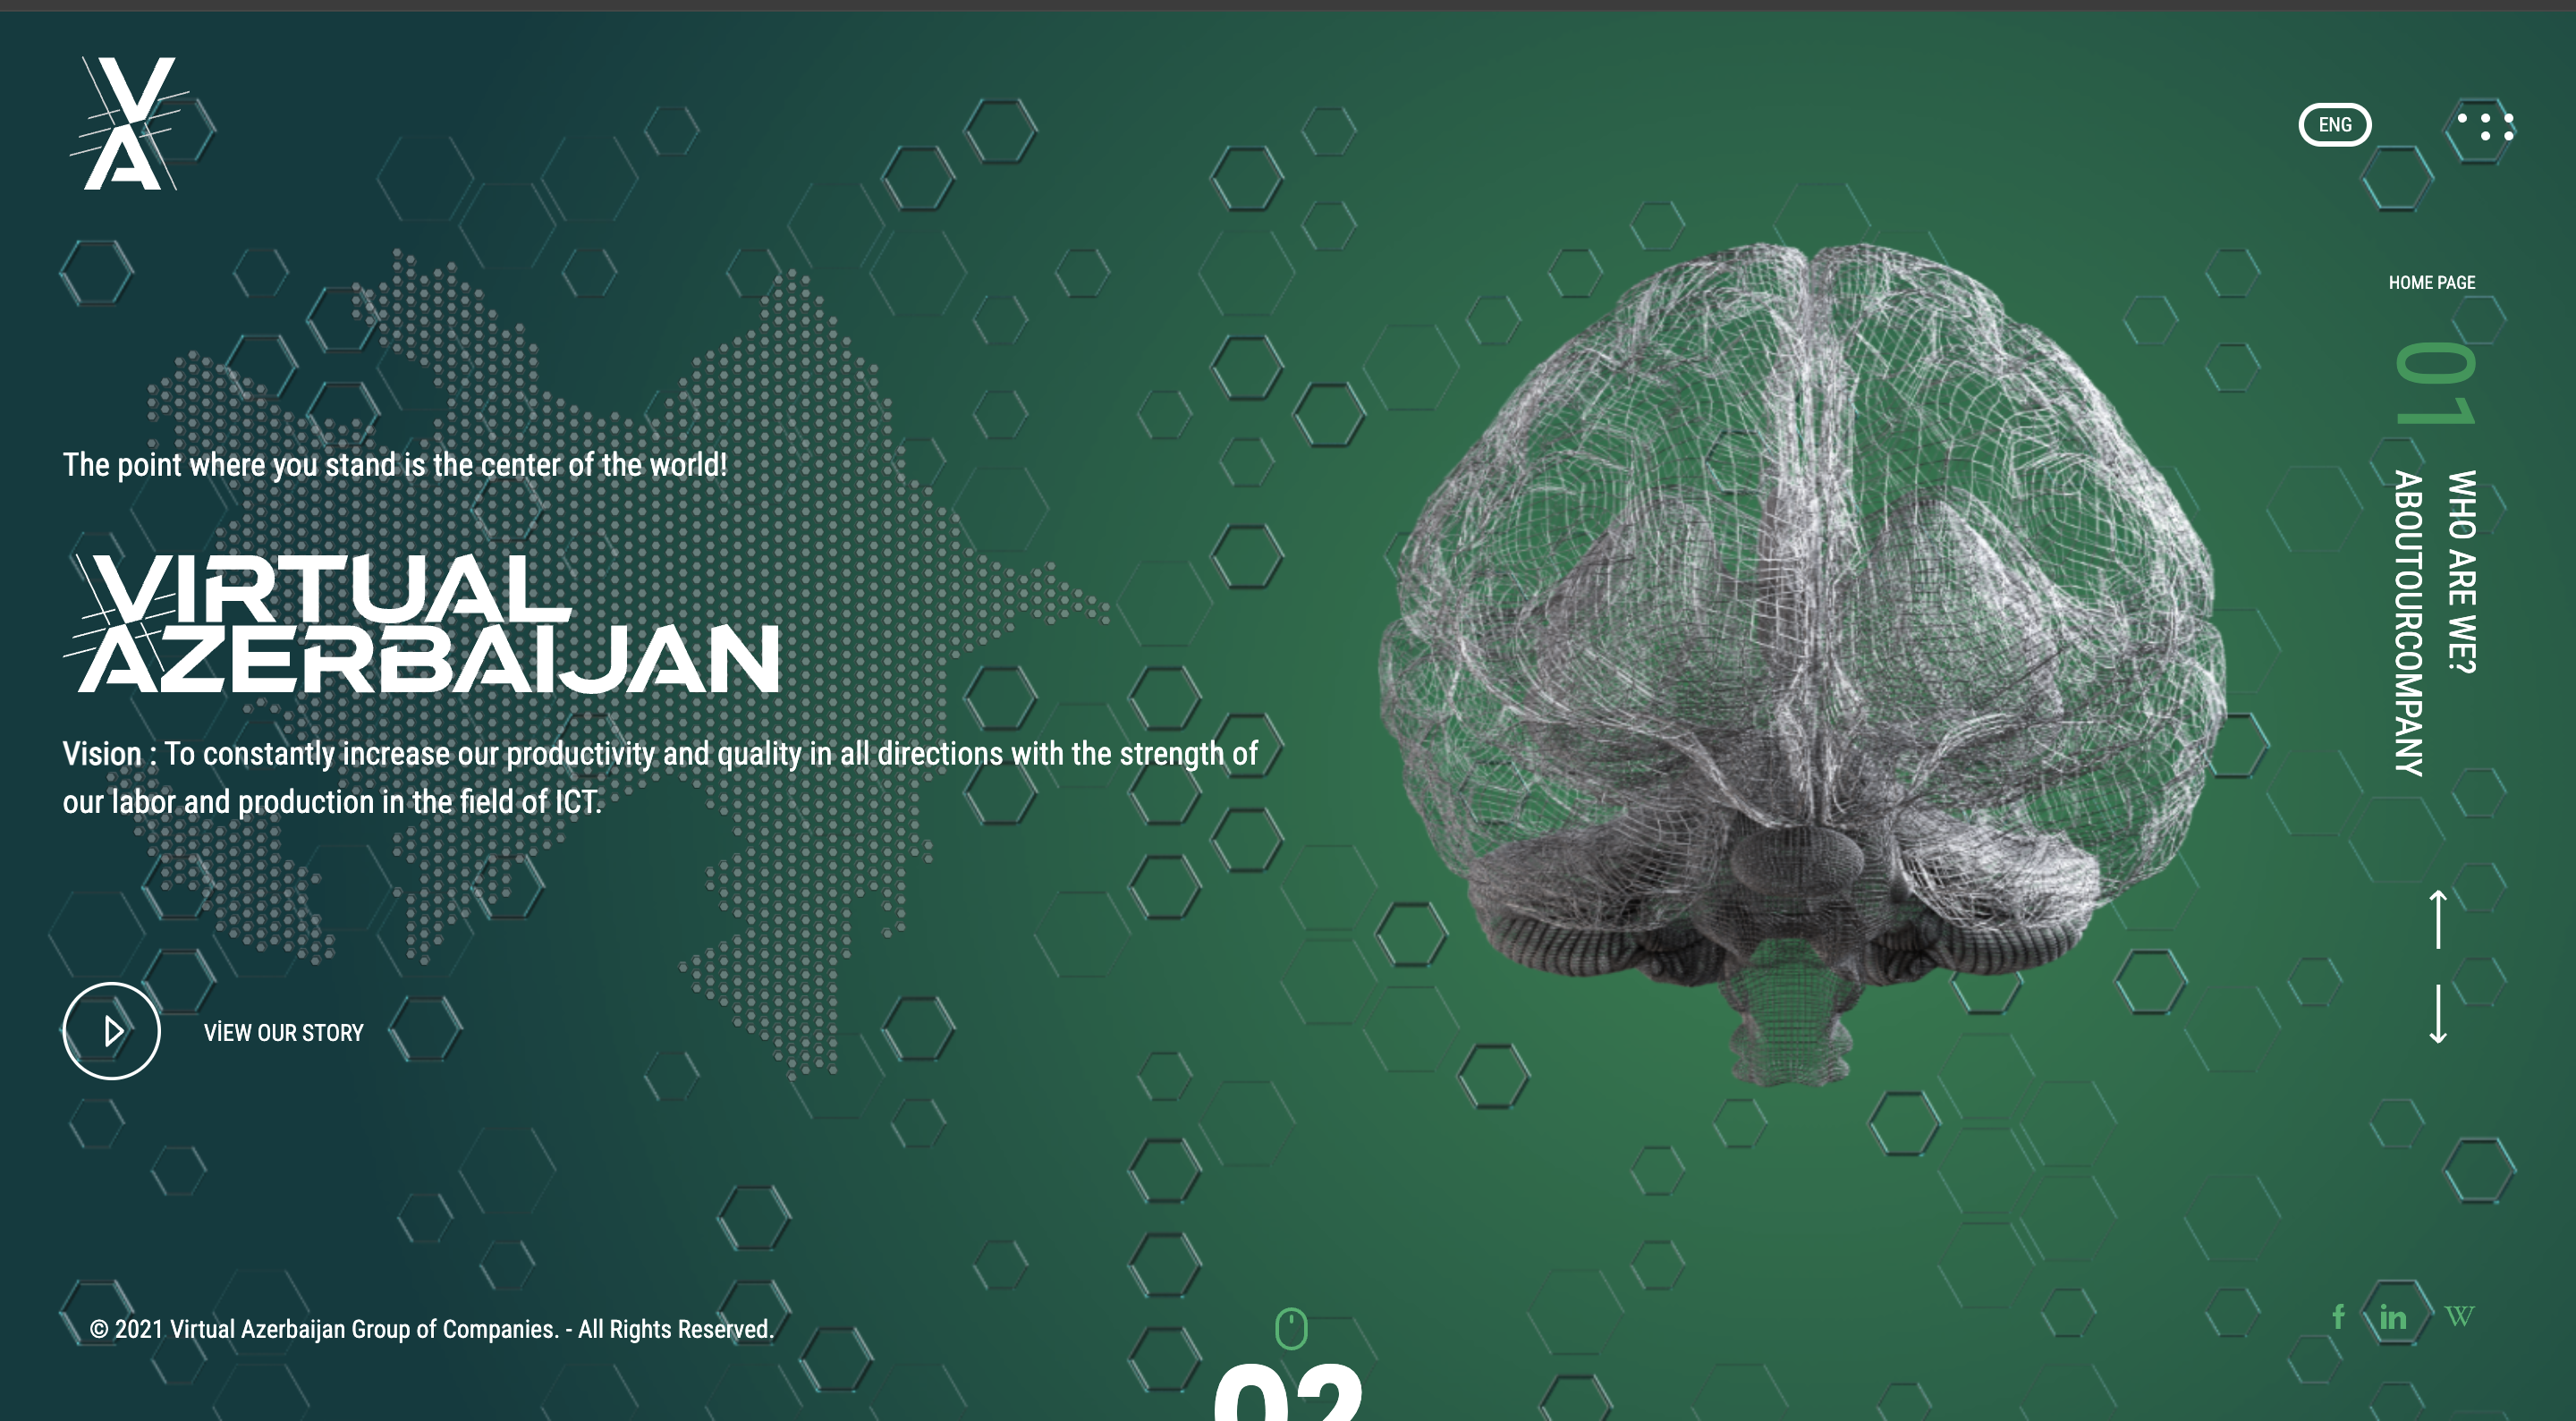 VA
ENG
HOME PAGE
01
WHO ARE WE?
ABOUTOURCOMPANY
The point where you stand is the center of the world!
VIRTUAL
AZERBAIJAN
Vision : To constantly increase our productivity and quality in all directions with the strength of
our labor and production in the field of ICT.
VİEW OUR STORY
© 2021 Virtual Azerbaijan Group of Companies. - All Rights Reserved.
f in W
02